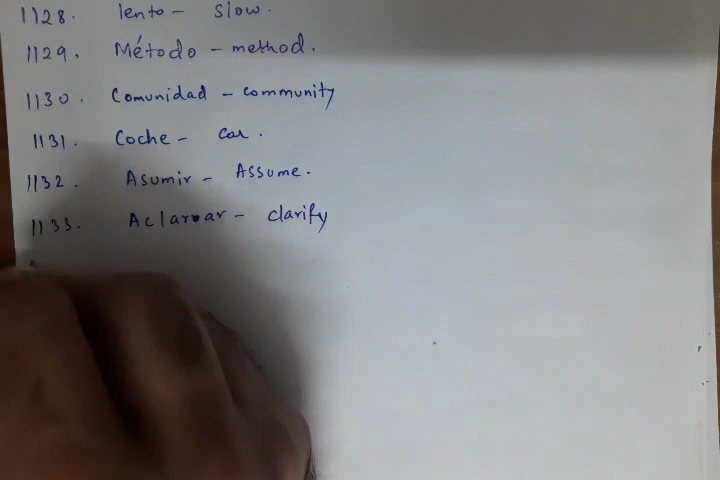 1128. lento - slow.
1129. Método - method.
1130. Comunidad - community
1131. Coche - car.
1132. Asumir - Assume.
1133. Aclarar - clarify